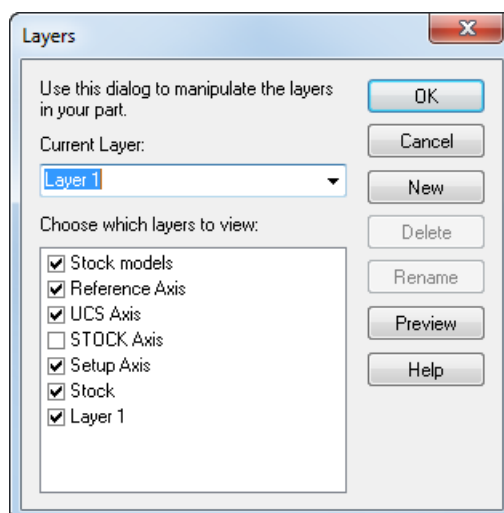 Layers
Use this dialog to manipulate the layers
in your part.
Current Layer:
Layer 1
Choose which layers to view:
Stock models
Reference Axis
UCS Axis
STOCK Axis
Setup Axis
Stock
Layer 1
OK
Cancel
New
Delete
Rename
Preview
Help